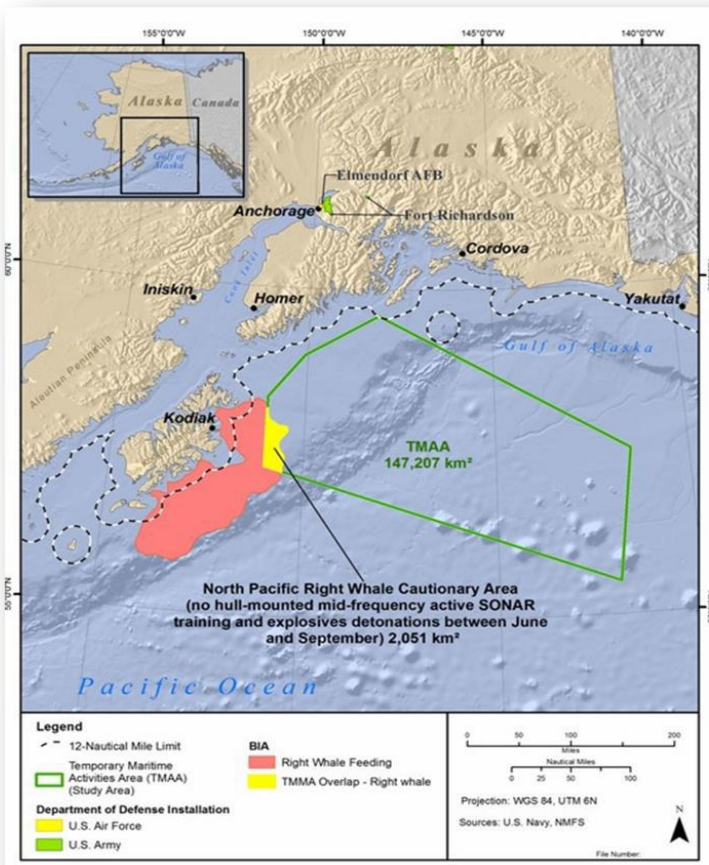 155°0'0"W
150°0'0"W
145°0'0"W
140°0'0"W
Alaska
Canada
Gulf of
Alaska
Alaska
Elmendorf AFB
Anchorage
Fort Richardson
Cordova
60°0'0"N
Cook Inlet
Iniskin
Homer
Yakutat
Gulf of Alaska
Aleutian Peninsula
Kodiak
TMAA
147,207 km²
55°0'0"N
North Pacific Right Whale Cautionary Area
(no hull-mounted mid-frequency active SONAR
training and explosives detonations between June
and September) 2,051 km²
Pacific Ocean
Legend
12-Nautical Mile Limit
Temporary Maritime
Activities Area (TMAA)
(Study Area)
Department of Defense Installation
U.S. Air Force
U.S. Army
BIA
Right Whale Feeding
TMMA Overlap - Right whale
0 50 100 200
Miles
Nautical Miles
0 25 50 100
Projection: WGS 84, UTM 6N
Sources: U.S. Navy, NMFS
N
File Number: